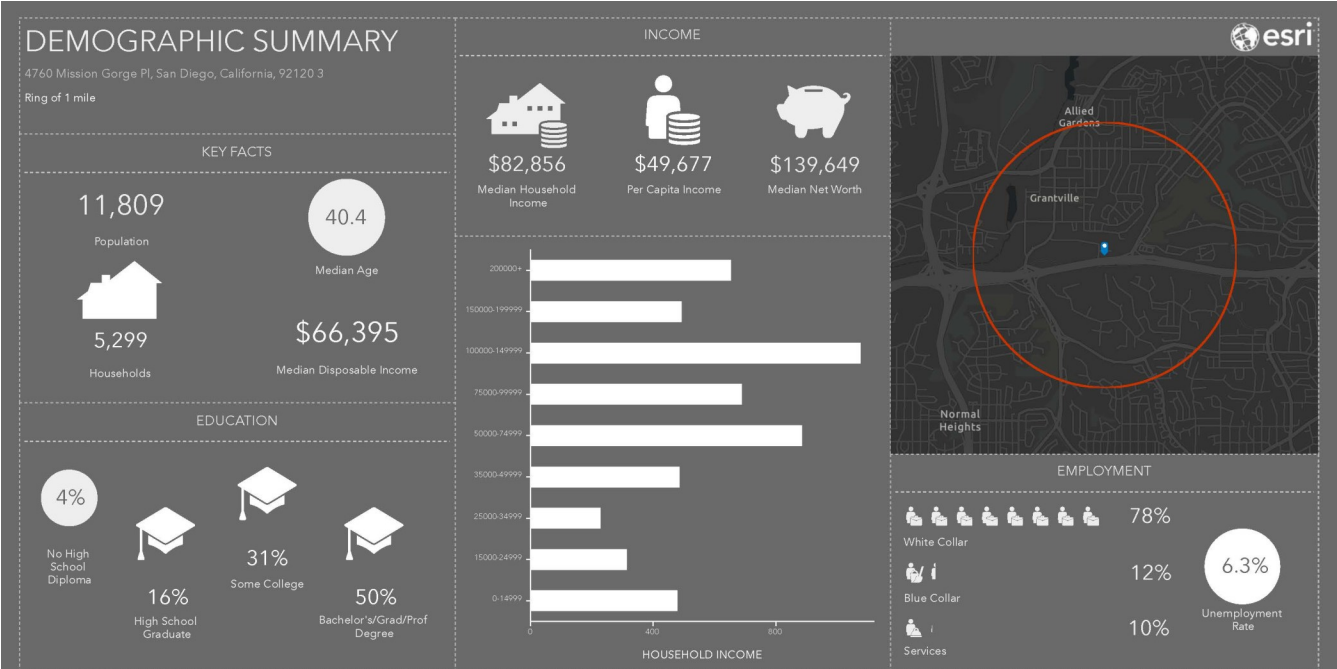 DEMOGRAPHIC SUMMARY
4760 Mission Gorge Pl, San Diego, California, 92120 3
Ring of 1 mile
KEY FACTS
11,809
Population
40.4
Median Age
5,299
Households
$66,395
Median Disposable Income
EDUCATION
4%
No High
School
Diploma
16%
High School
Graduate
31%
Some College
50%
Bachelor's/Grad/Prof
Degree
INCOME
$82,856
Median Household
Income
$49,677
Per Capita Income
$139,649
Median Net Worth
200000+
150000-199999
100000-149999
75000-99999
50000-74999
35000-49999
25000-34999
15000-24999
0-14999
0
400
800
HOUSEHOLD INCOME
esri
Allied
Gardens
Grantville
Normal
Heights
EMPLOYMENT
78%
White Collar
12%
Blue Collar
10%
Services
6.3%
Unemployment
Rate